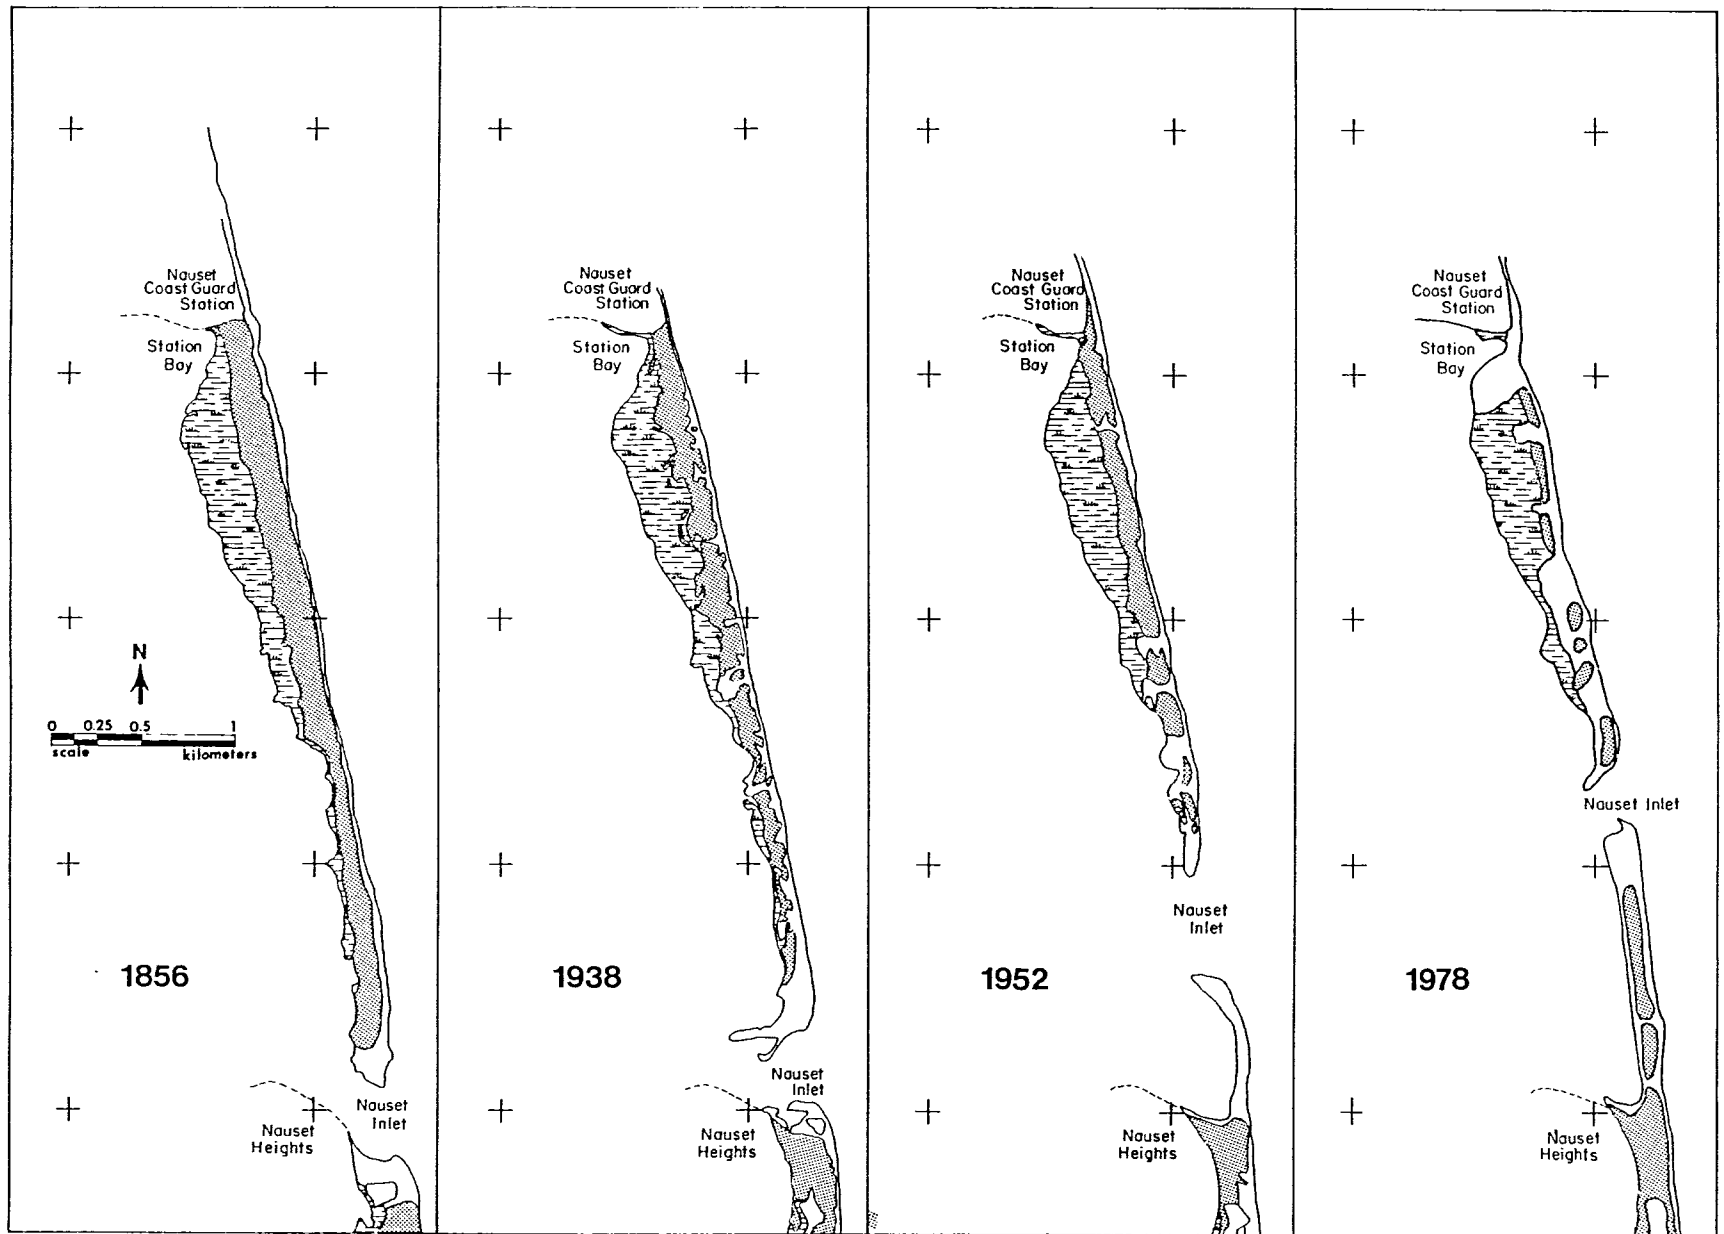 Nauset
Coast Guard
Station
Station
Bay
N
0 0.25 0.5 1
scale kilometers
1856
Nauset
Inlet
Nauset
Heights
Nauset
Coast Guard
Station
Station
Bay
1938
Nauset
Inlet
Nauset
Heights
Nauset
Coast Guard
Station
Station
Bay
Nauset
Inlet
1952
Nauset
Heights
Nauset
Coast Guard
Station
Station
Bay
Nauset Inlet
1978
Nauset
Heights